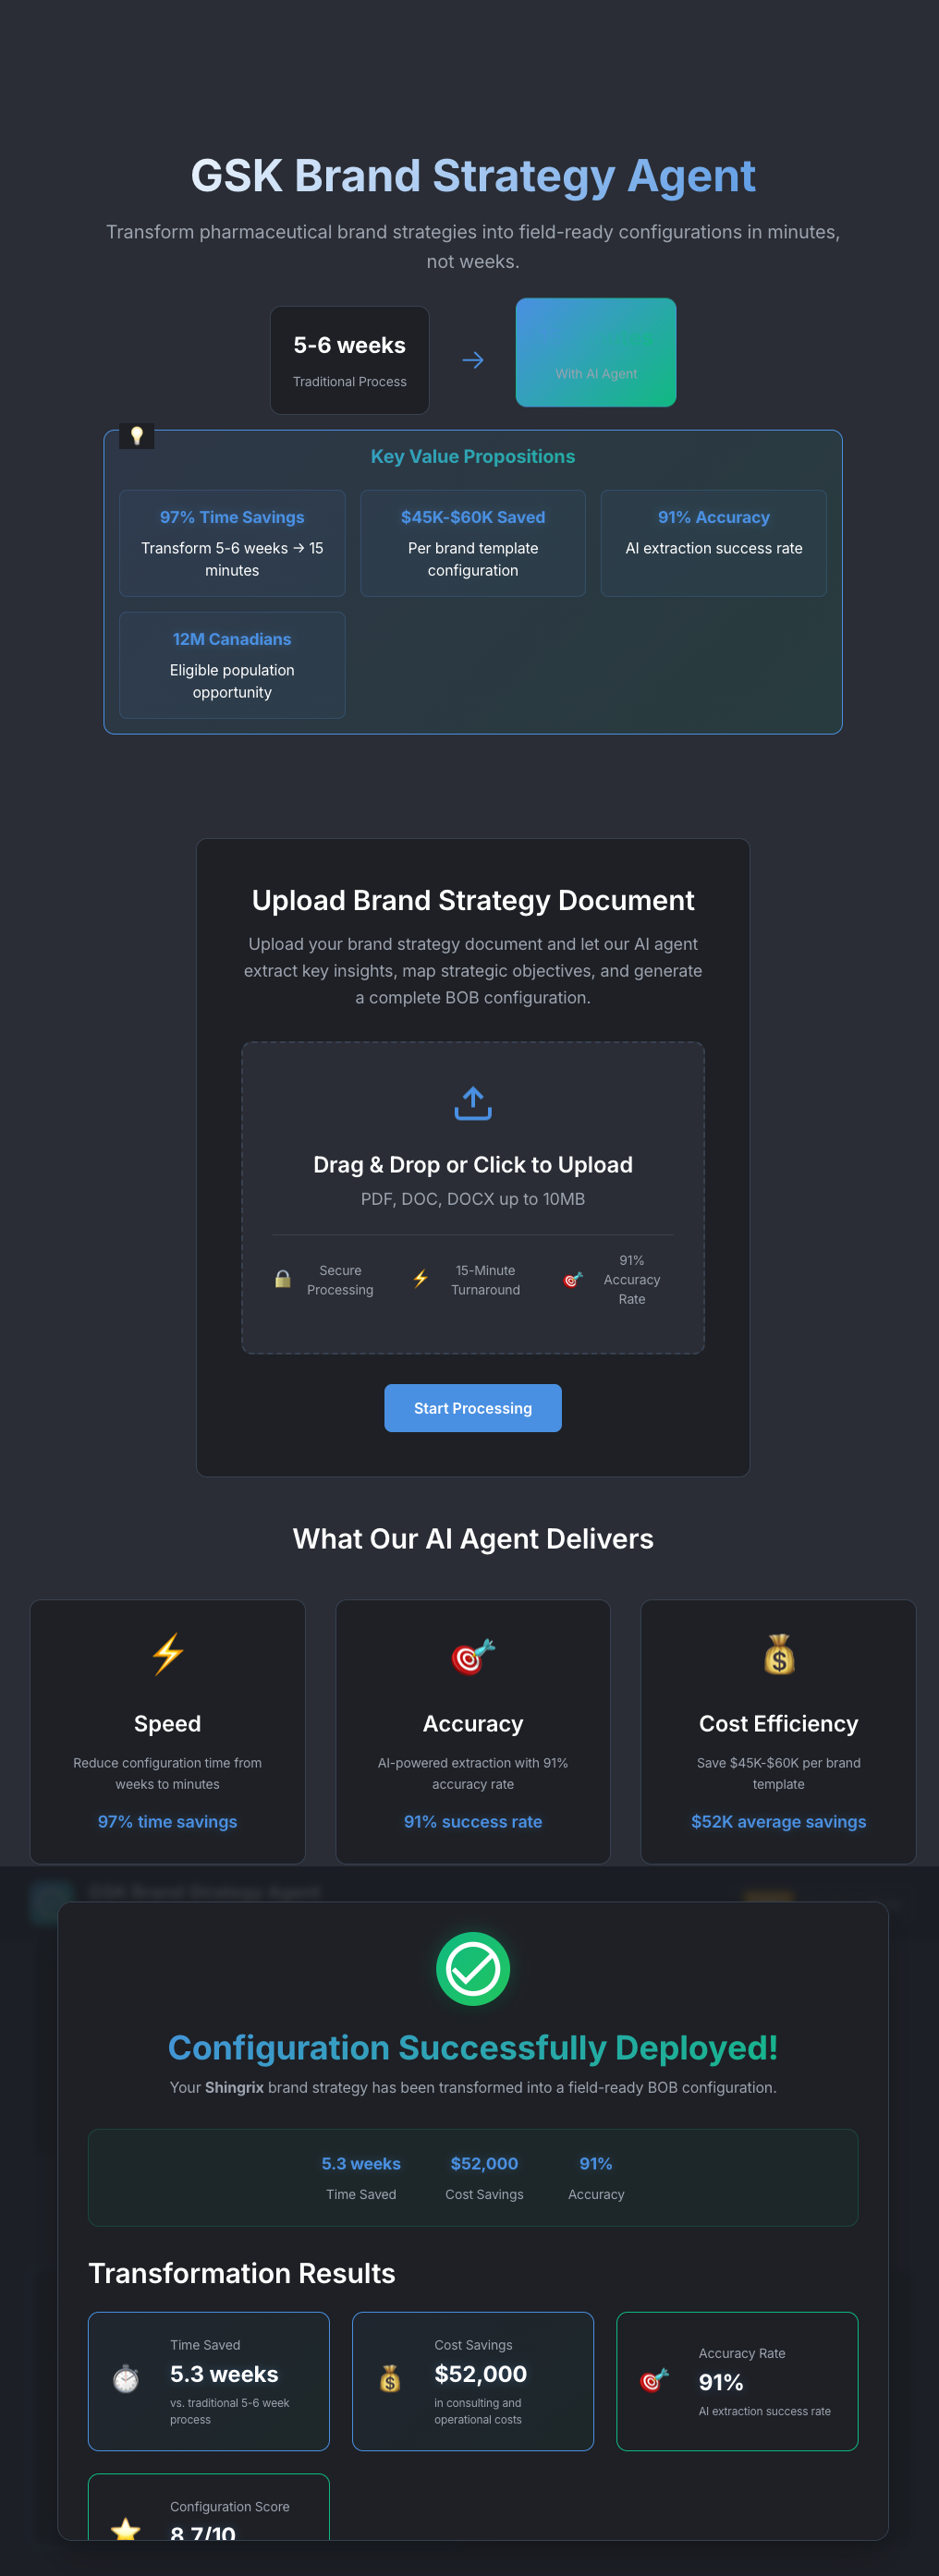 GSK Brand Strategy Agent
Transform pharmaceutical brand strategies into field-ready configurations in minutes,
not weeks.
5-6 weeks
Traditional Process
→
With AI Agent
Key Value Propositions
97% Time Savings
Transform 5-6 weeks → 15
minutes
$45K-$60K Saved
Per brand template
configuration
91% Accuracy
AI extraction success rate
12M Canadians
Eligible population
opportunity
Upload Brand Strategy Document
Upload your brand strategy document and let our AI agent
extract key insights, map strategic objectives, and generate
a complete BOB configuration.
Drag & Drop or Click to Upload
PDF, DOC, DOCX up to 10MB
Secure
Processing
15-Minute
Turnaround
91%
Accuracy
Rate
Start Processing
What Our AI Agent Delivers
Speed
Reduce configuration time from
weeks to minutes
97% time savings
Accuracy
AI-powered extraction with 91%
accuracy rate
91% success rate
Cost Efficiency
Save $45K-$60K per brand
template
$52K average savings
GSK Brand Strategy Agent
Configuration Successfully Deployed!
Your Shingrix brand strategy has been transformed into a field-ready BOB configuration.
5.3 weeks
Time Saved
$52,000
Cost Savings
91%
Accuracy
Transformation Results
Time Saved
5.3 weeks
vs. traditional 5-6 week
process
Cost Savings
$52,000
in consulting and
operational costs
Accuracy Rate
91%
AI extraction success rate
Configuration Score
8.7/10